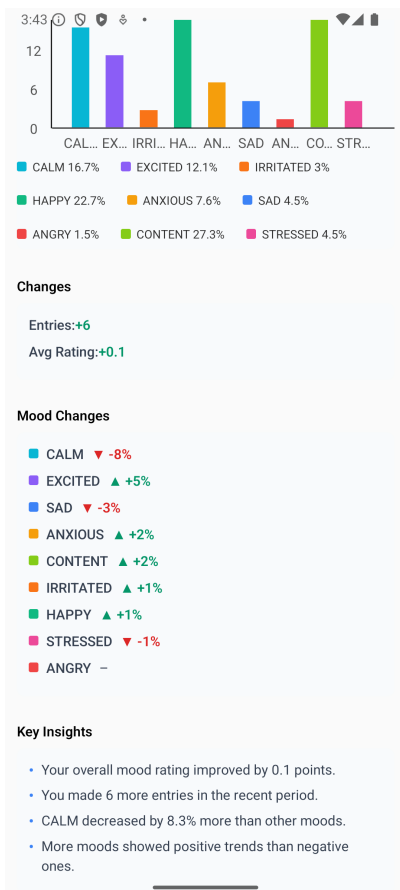 3:43
12
6
0
CAL... EX... IRRI... HA... AN... SAD AN... CO... STR...
CALM 16.7% EXCITED 12.1% IRRITATED 3%
HAPPY 22.7% ANXIOUS 7.6% SAD 4.5%
ANGRY 1.5% CONTENT 27.3% STRESSED 4.5%
Changes
Entries:+6
Avg Rating:+0.1
Mood Changes
CALM ▼ -8%
EXCITED ▲ +5%
SAD ▼ -3%
ANXIOUS ▲ +2%
CONTENT ▲ +2%
IRRITATED ▲ +1%
HAPPY ▲ +1%
STRESSED ▼ -1%
ANGRY –
Key Insights
• Your overall mood rating improved by 0.1 points.
• You made 6 more entries in the recent period.
• CALM decreased by 8.3% more than other moods.
• More moods showed positive trends than negative
ones.